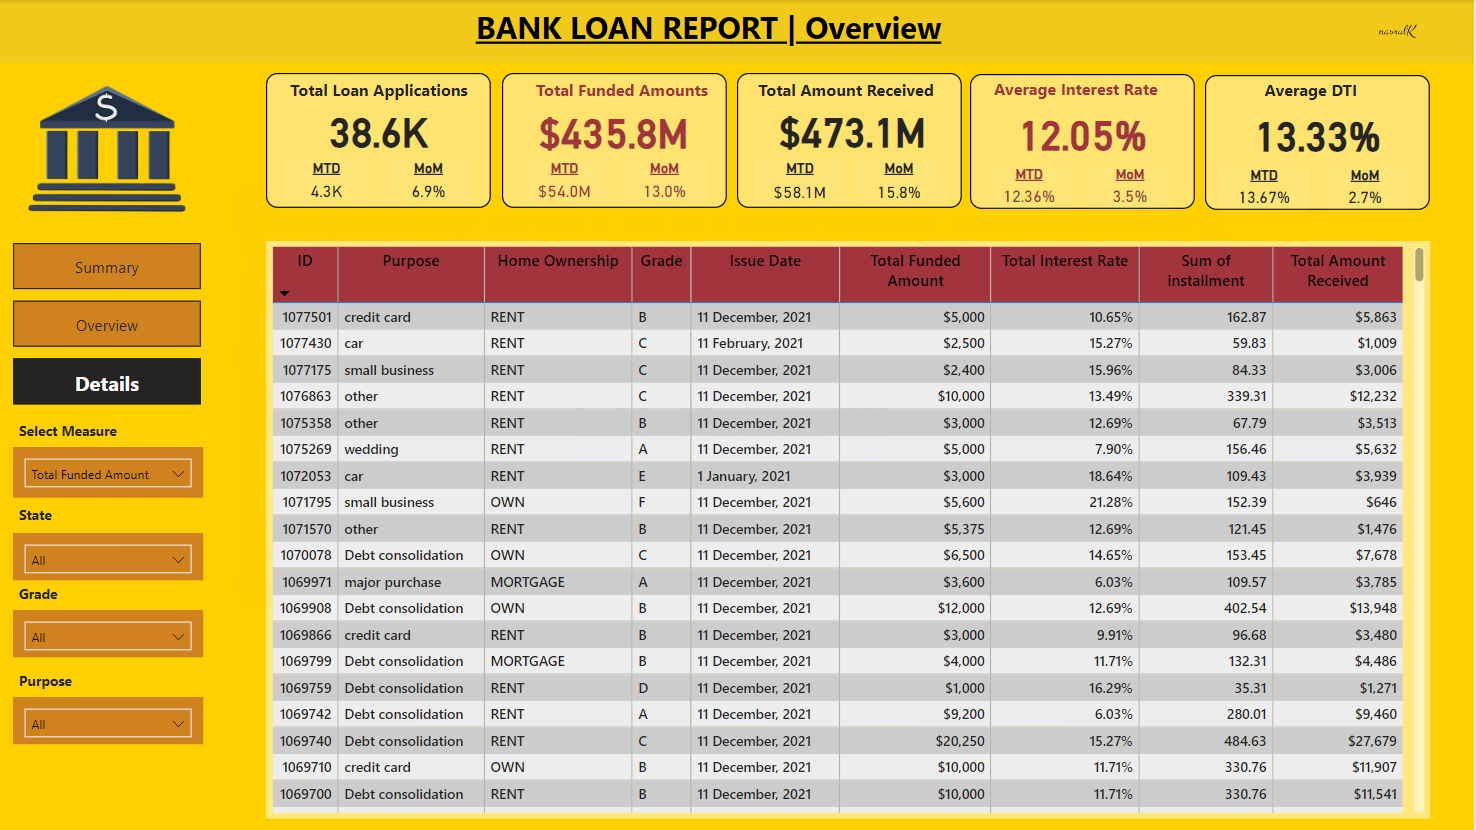 BANK LOAN REPORT | Overview
nasrulK
$
Total Loan Applications
38.6K
MTD MoM
4.3K 6.9%
Total Funded Amounts
$435.8M
MTD MoM
$54.0M 13.0%
Total Amount Received
$473.1M
MTD MoM
$58.1M 15.8%
Average Interest Rate
12.05%
MTD MoM
12.36% 3.5%
Average DTI
13.33%
MTD MoM
13.67% 2.7%
Summary
Overview
Details
Select Measure
Total Funded Amount
State
All
Grade
All
Purpose
All
ID Purpose Home Ownership Grade Issue Date Total Funded Amount Total Interest Rate Sum of installment Total Amount Received
1077501 credit card RENT B 11 December, 2021 $5,000 10.65% 162.87 $5,863
1077430 car RENT C 11 February, 2021 $2,500 15.27% 59.83 $1,009
1077175 small business RENT C 11 December, 2021 $2,400 15.96% 84.33 $3,006
1076863 other RENT C 11 December, 2021 $10,000 13.49% 339.31 $12,232
1075358 other RENT B 11 December, 2021 $3,000 12.69% 67.79 $3,513
1075269 wedding RENT A 11 December, 2021 $5,000 7.90% 156.46 $5,632
1072053 car RENT E 1 January, 2021 $3,000 18.64% 109.43 $3,939
1071795 small business OWN F 11 December, 2021 $5,600 21.28% 152.39 $646
1071570 other RENT B 11 December, 2021 $5,375 12.69% 121.45 $1,476
1070078 Debt consolidation OWN C 11 December, 2021 $6,500 14.65% 153.45 $7,678
1069971 major purchase MORTGAGE A 11 December, 2021 $3,600 6.03% 109.57 $3,785
1069908 Debt consolidation OWN B 11 December, 2021 $12,000 12.69% 402.54 $13,948
1069866 credit card RENT B 11 December, 2021 $3,000 9.91% 96.68 $3,480
1069799 Debt consolidation MORTGAGE B 11 December, 2021 $4,000 11.71% 132.31 $4,486
1069759 Debt consolidation RENT D 11 December, 2021 $1,000 16.29% 35.31 $1,271
1069742 Debt consolidation RENT A 11 December, 2021 $9,200 6.03% 280.01 $9,460
1069740 Debt consolidation RENT C 11 December, 2021 $20,250 15.27% 484.63 $27,679
1069710 credit card OWN B 11 December, 2021 $10,000 11.71% 330.76 $11,907
1069700 Debt consolidation RENT B 11 December, 2021 $10,000 11.71% 330.76 $11,541